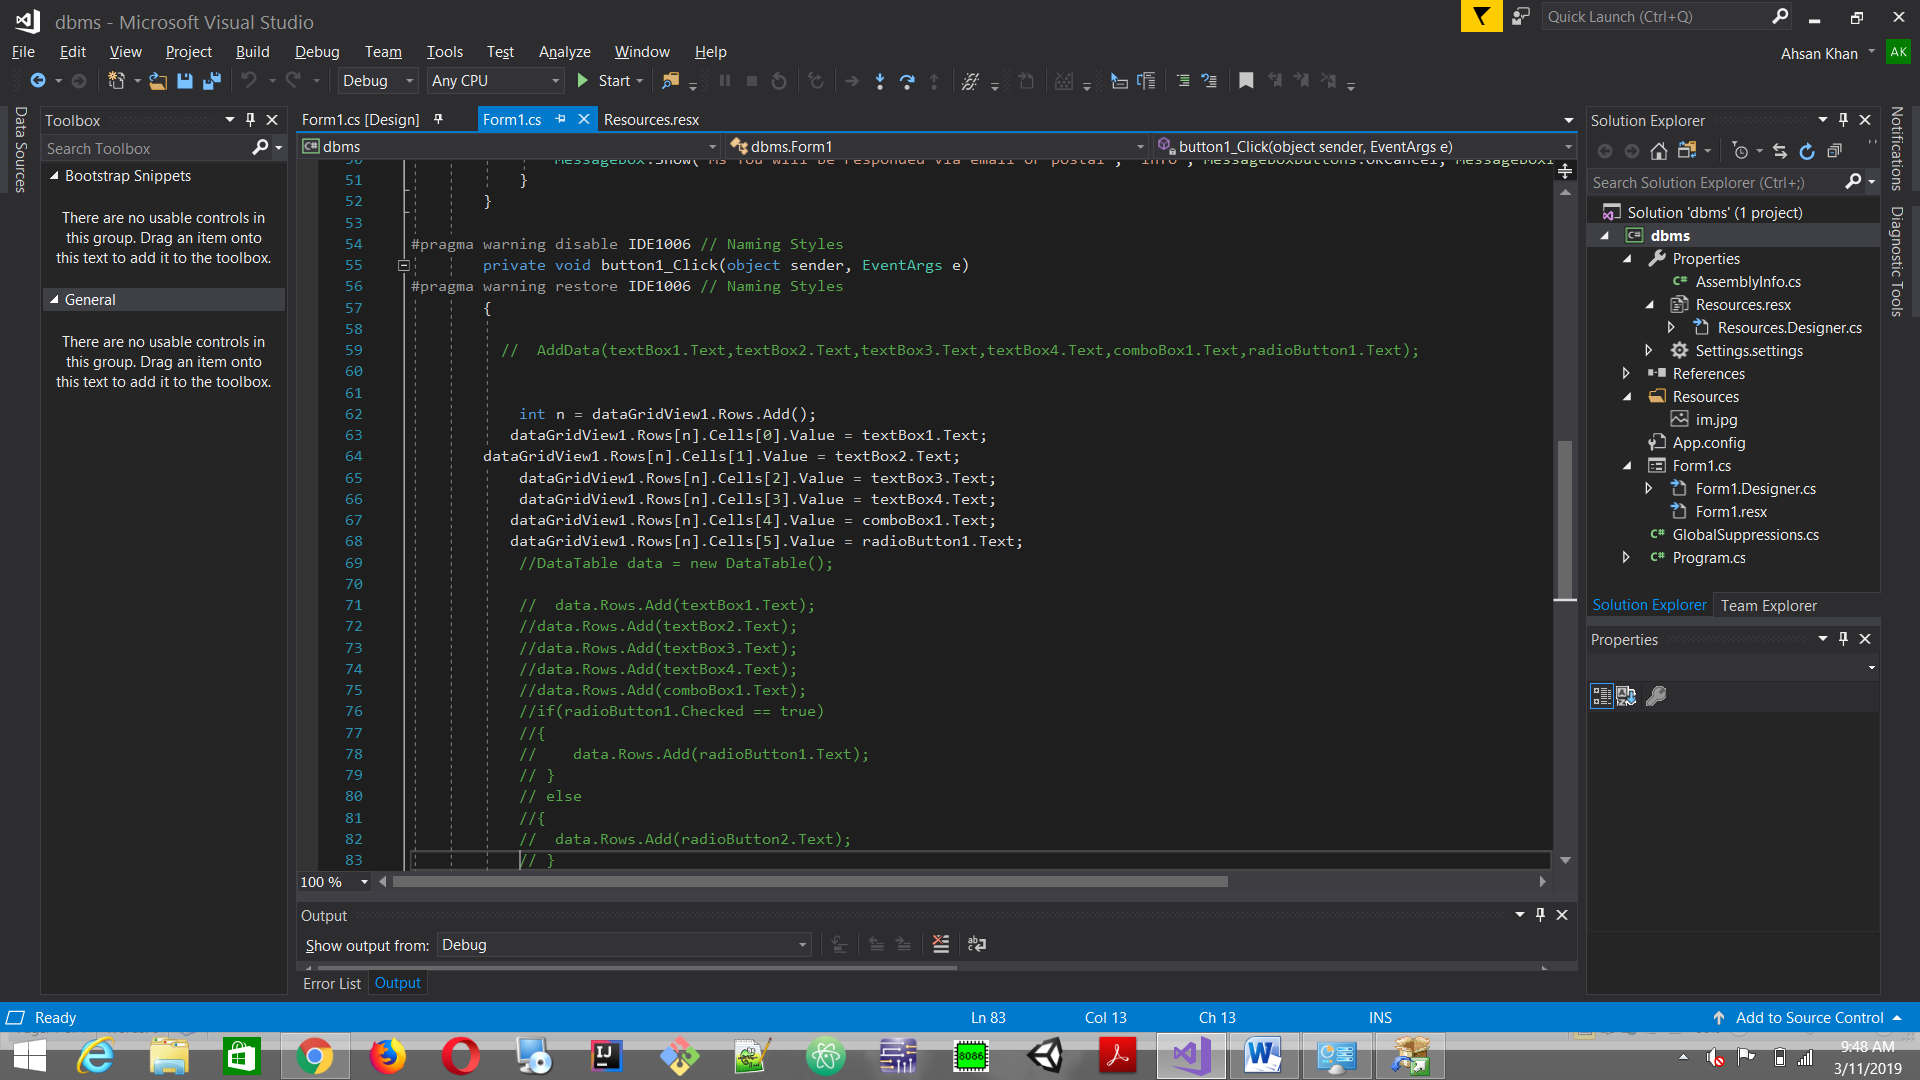 dbms - Microsoft Visual Studio
Quick Launch (Ctrl+Q)
File Edit View Project Build Debug Team Tools Test Analyze Window Help
Ahsan Khan AK
Debug Any CPU Start
Data Sources
Toolbox
Search Toolbox
Bootstrap Snippets
There are no usable controls in
this group. Drag an item onto
this text to add it to the toolbox.
General
There are no usable controls in
this group. Drag an item onto
this text to add it to the toolbox.
Form1.cs [Design] Form1.cs Resources.resx
C# dbms dbms.Form1 button1_Click(object sender, EventArgs e)
51 }
52 }
53
54 #pragma warning disable IDE1006 // Naming Styles
55 private void button1_Click(object sender, EventArgs e)
56 #pragma warning restore IDE1006 // Naming Styles
57 {
58
59 // AddData(textBox1.Text,textBox2.Text,textBox3.Text,textBox4.Text,comboBox1.Text,radioButton1.Text);
60
61
62 int n = dataGridView1.Rows.Add();
63 dataGridView1.Rows[n].Cells[0].Value = textBox1.Text;
64 dataGridView1.Rows[n].Cells[1].Value = textBox2.Text;
65 dataGridView1.Rows[n].Cells[2].Value = textBox3.Text;
66 dataGridView1.Rows[n].Cells[3].Value = textBox4.Text;
67 dataGridView1.Rows[n].Cells[4].Value = comboBox1.Text;
68 dataGridView1.Rows[n].Cells[5].Value = radioButton1.Text;
69 //DataTable data = new DataTable();
70
71 // data.Rows.Add(textBox1.Text);
72 //data.Rows.Add(textBox2.Text);
73 //data.Rows.Add(textBox3.Text);
74 //data.Rows.Add(textBox4.Text);
75 //data.Rows.Add(comboBox1.Text);
76 //if(radioButton1.Checked == true)
77 //{
78 // data.Rows.Add(radioButton1.Text);
79 // }
80 // else
81 //{
82 // data.Rows.Add(radioButton2.Text);
83 // }
100 %
Output
Show output from: Debug
Error List Output
Solution Explorer
Search Solution Explorer (Ctrl+;)
Solution 'dbms' (1 project)
C# dbms
Properties
C# AssemblyInfo.cs
Resources.resx
Resources.Designer.cs
Settings.settings
References
Resources
im.jpg
App.config
Form1.cs
Form1.Designer.cs
Form1.resx
C# GlobalSuppressions.cs
C# Program.cs
Solution Explorer Team Explorer
Properties
Notifications
Diagnostic Tools
Ready Ln 83 Col 13 Ch 13 INS Add to Source Control
IJ 8086
9:48 AM
3/11/2019